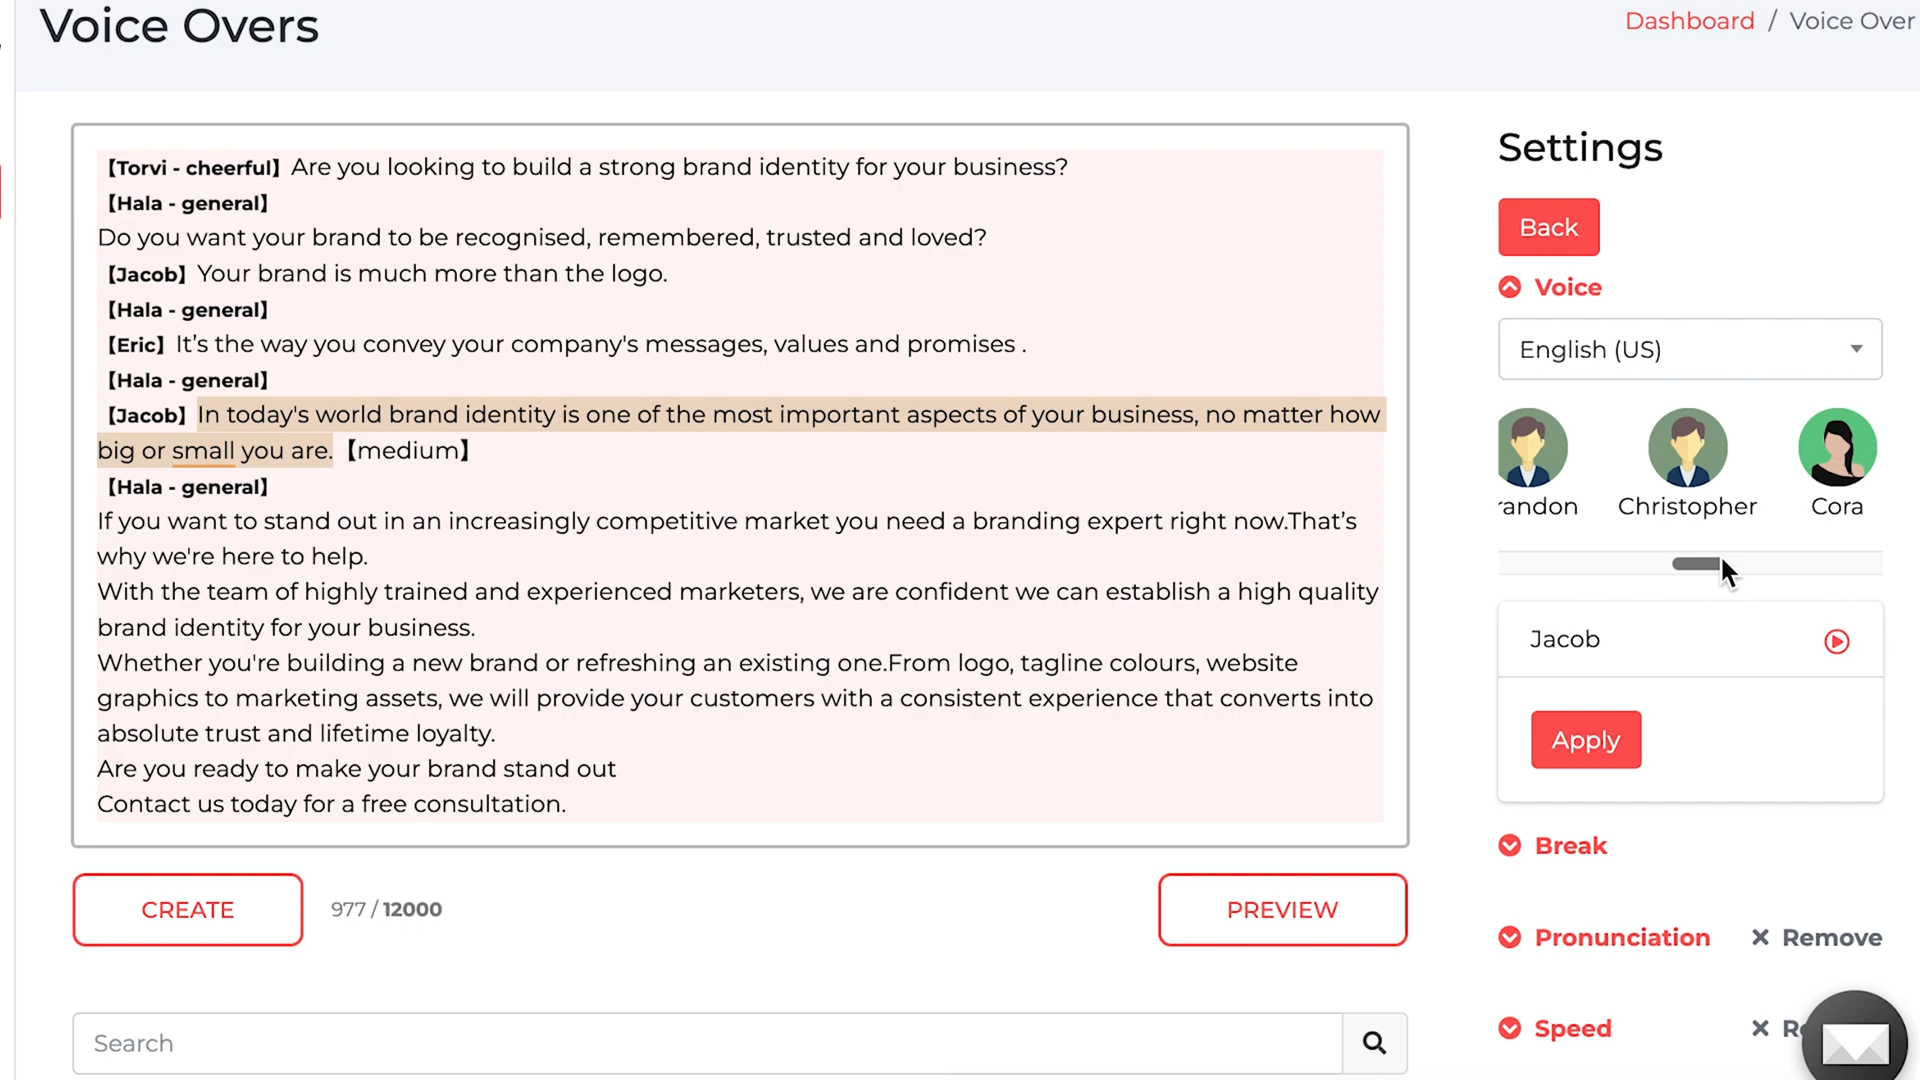 Voice Overs
Dashboard / Voice Over
【Torvi - cheerful】 Are you looking to build a strong brand identity for your business?
【Hala - general】
Do you want your brand to be recognised, remembered, trusted and loved?
【Jacob】 Your brand is much more than the logo.
【Hala - general】
【Eric】 It’s the way you convey your company's messages, values and promises .
【Hala - general】
【Jacob】 In today's world brand identity is one of the most important aspects of your business, no matter how
big or small you are. 【medium】
【Hala - general】
If you want to stand out in an increasingly competitive market you need a branding expert right now.That’s
why we're here to help.
With the team of highly trained and experienced marketers, we are confident we can establish a high quality
brand identity for your business.
Whether you're building a new brand or refreshing an existing one.From logo, tagline colours, website
graphics to marketing assets, we will provide your customers with a consistent experience that converts into
absolute trust and lifetime loyalty.
Are you ready to make your brand stand out
Contact us today for a free consultation.
CREATE
977 / 12000
PREVIEW
Search
Settings
Back
Voice
English (US)
randon
Christopher
Cora
Jacob
Apply
Break
Pronunciation
Remove
Speed